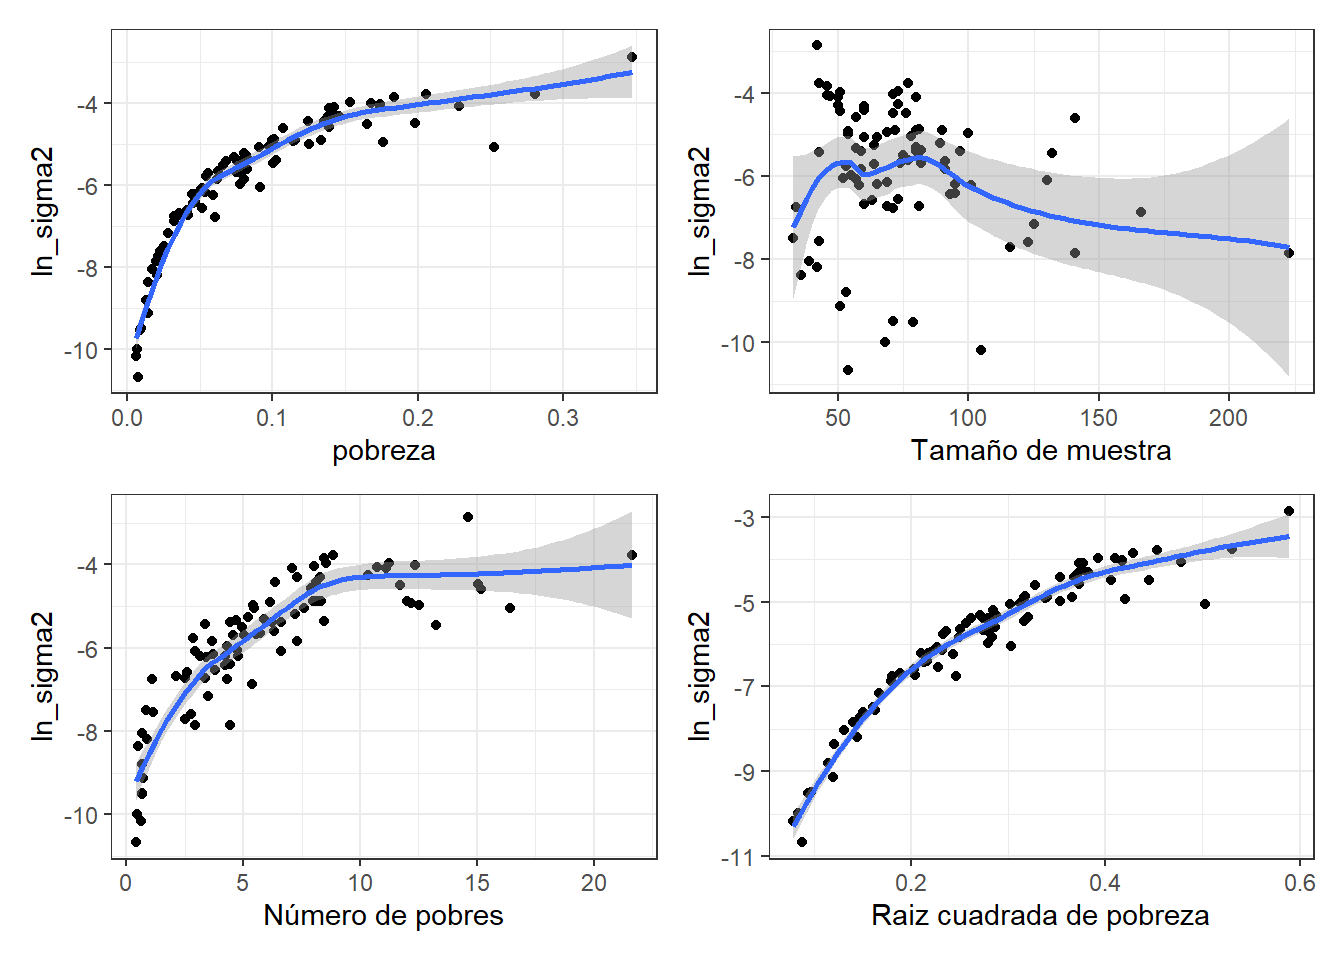 ln_sigma2
-4
-6
-8
-10
0.0 0.1 0.2 0.3
pobreza
ln_sigma2
-4
-6
-8
-10
50 100 150 200
Tamaño de muestra
ln_sigma2
-4
-6
-8
-10
0 5 10 15 20
Número de pobres
ln_sigma2
-3
-5
-7
-9
-11
0.2 0.4 0.6
Raiz cuadrada de pobreza